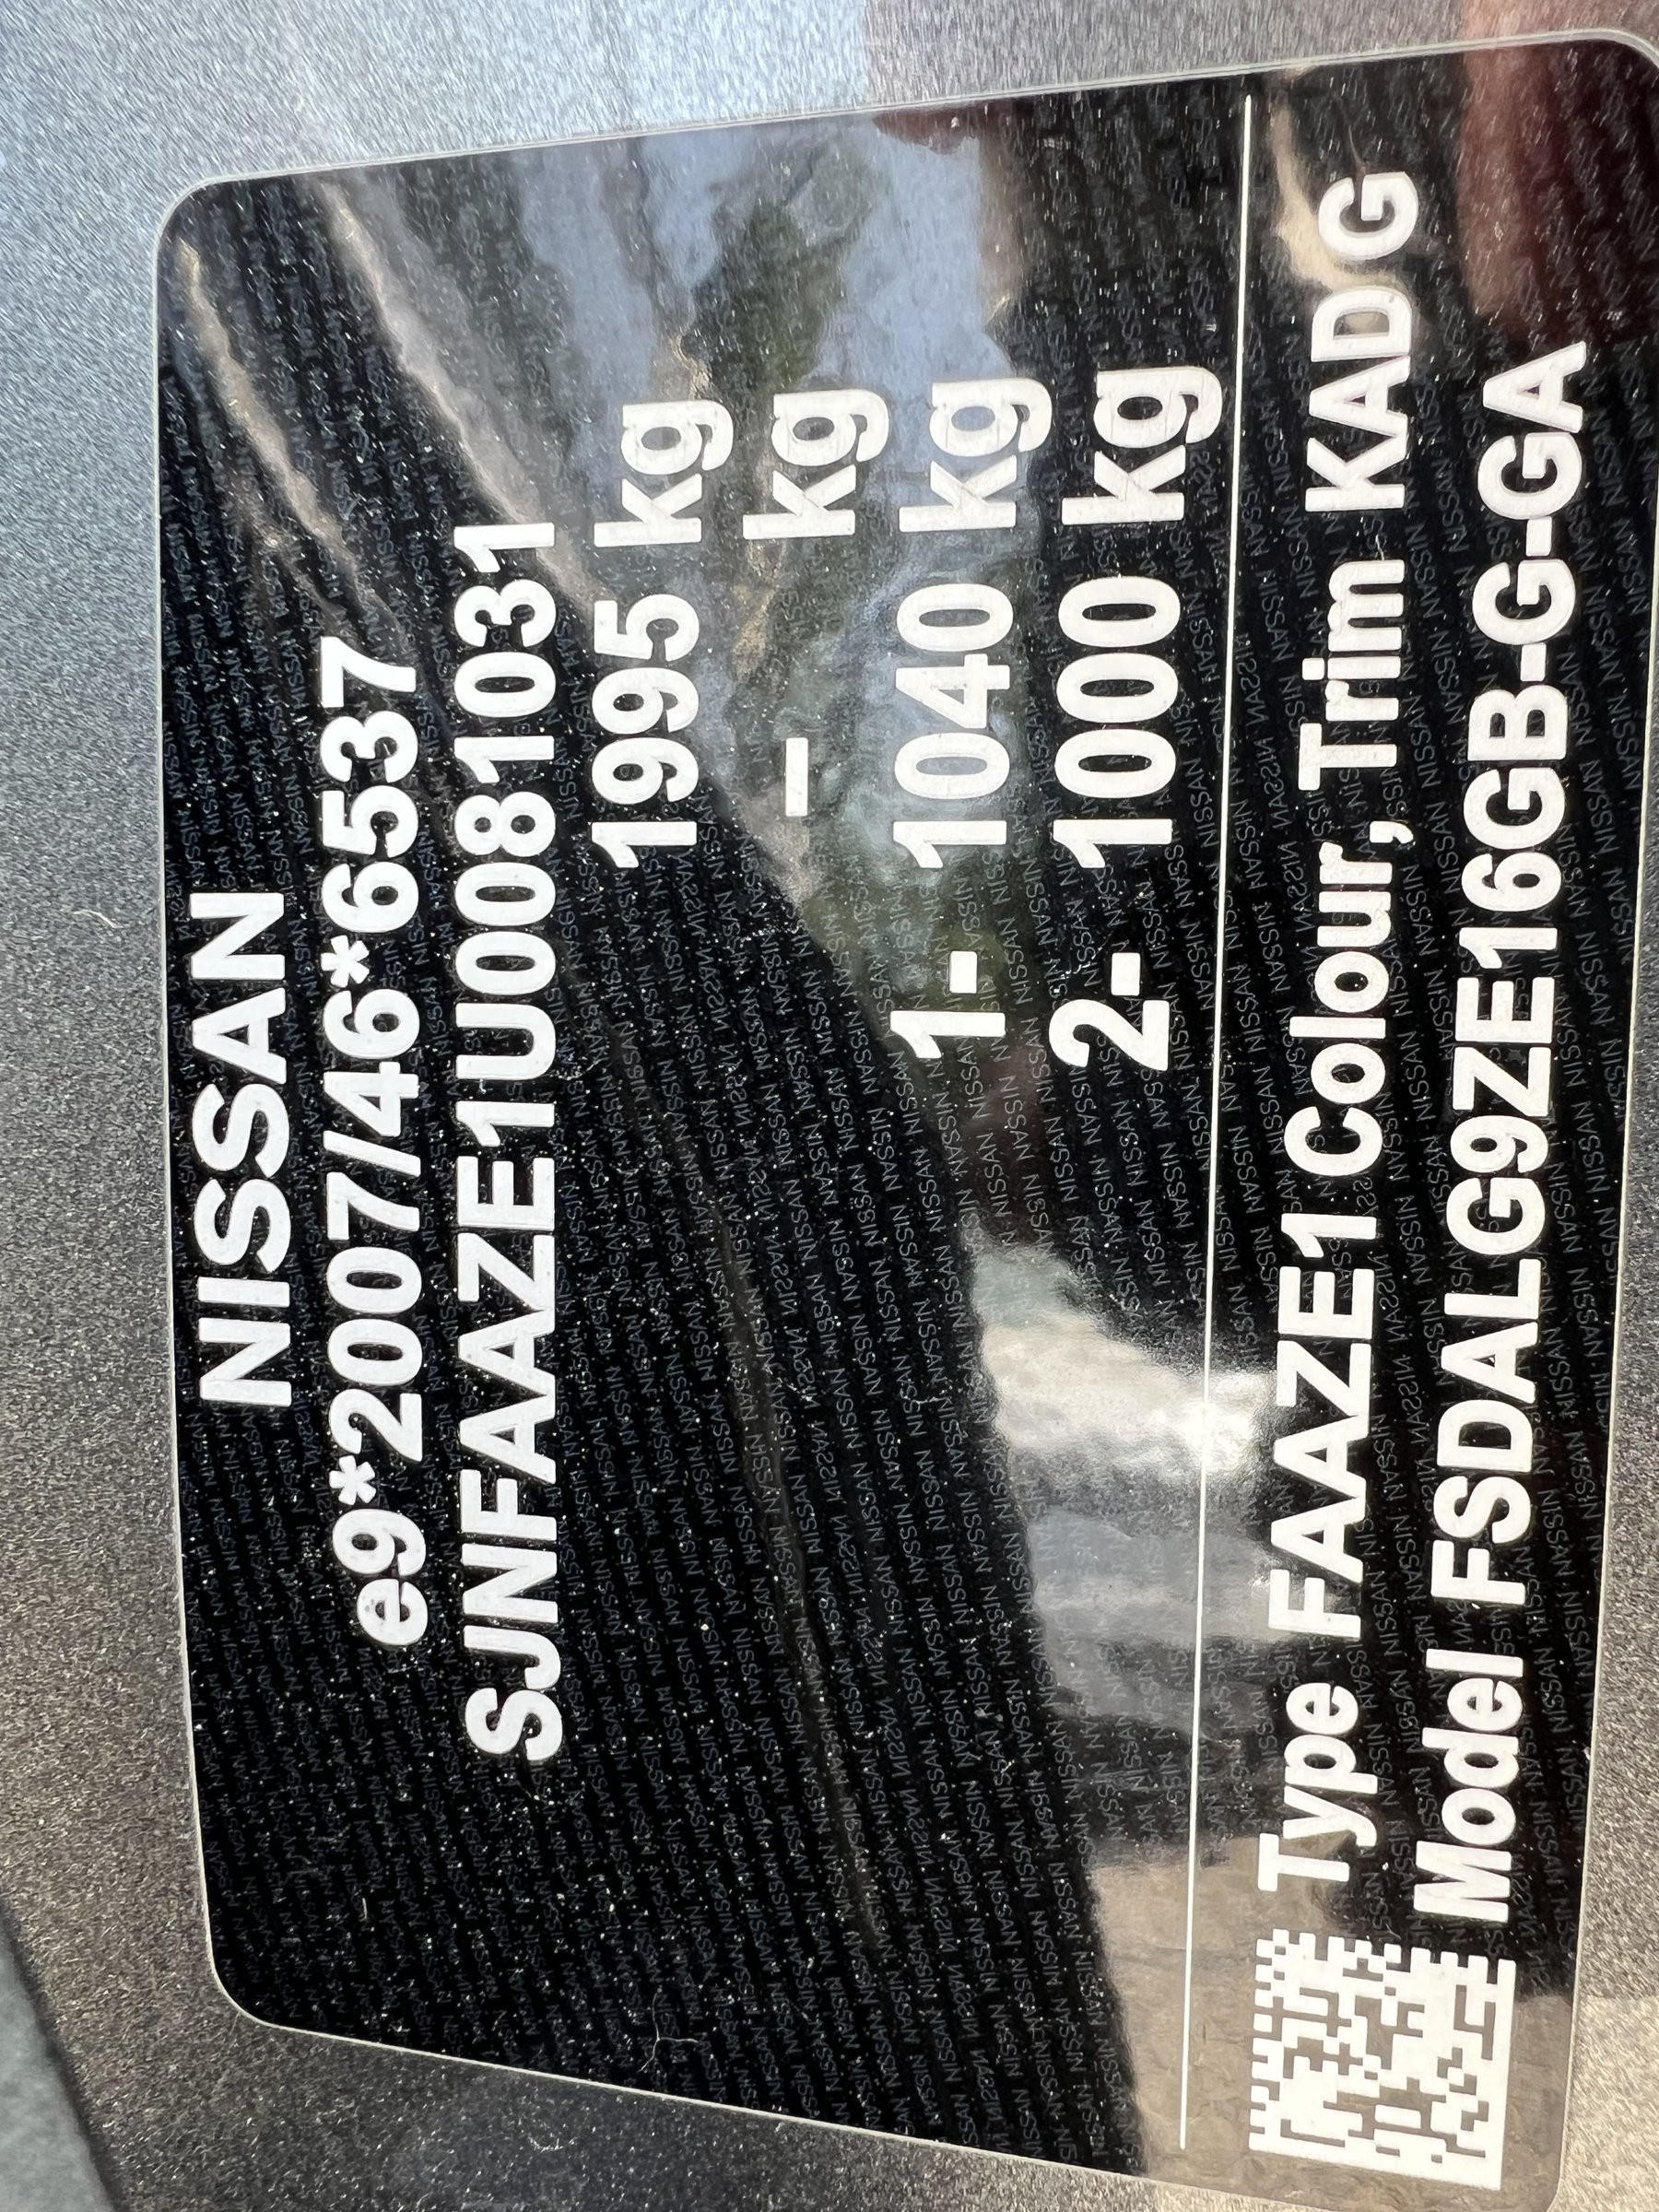 NISSAN
e9*2007/46*6537
SJNFAAZE1U0081031
1995 kg
– kg
1- 1040 kg
2- 1000 kg
Type FAAZE1 Colour, Trim KAD G
Model FSDALG9ZE16GB-G-GA